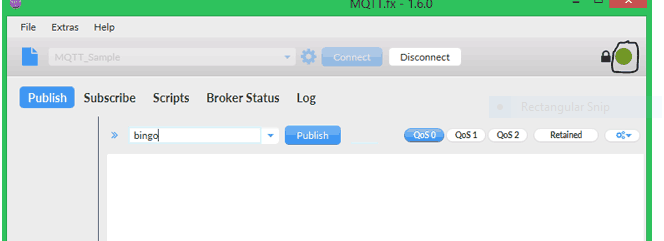 MQTT.fx - 1.6.0
File Extras Help
MQTT_Sample Connect Disconnect
Publish Subscribe Scripts Broker Status Log
Rectangular Snip
bingo Publish QoS 0 QoS 1 QoS 2 Retained